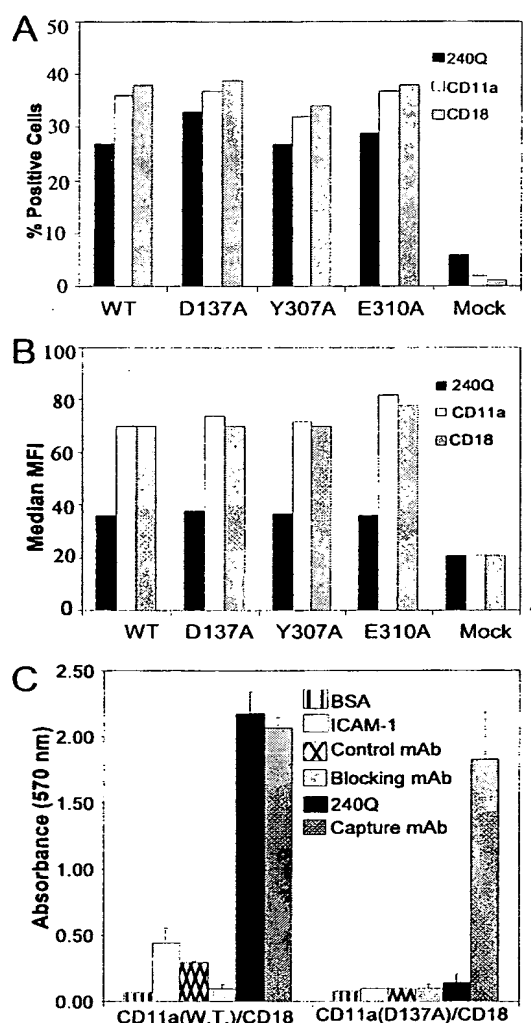 A
50
40
30
20
10
0
% Positive Cells
240Q
CD11a
CD18
WT D137A Y307A E310A Mock
B
100
80
60
40
20
0
Median MFI
240Q
CD11a
CD18
WT D137A Y307A E310A Mock
C
2.50
2.00
1.50
1.00
0.50
0.00
Absorbance (570 nm)
BSA
ICAM-1
Control mAb
Blocking mAb
240Q
Capture mAb
CD11a(W.T.)/CD18 CD11a(D137A)/CD18